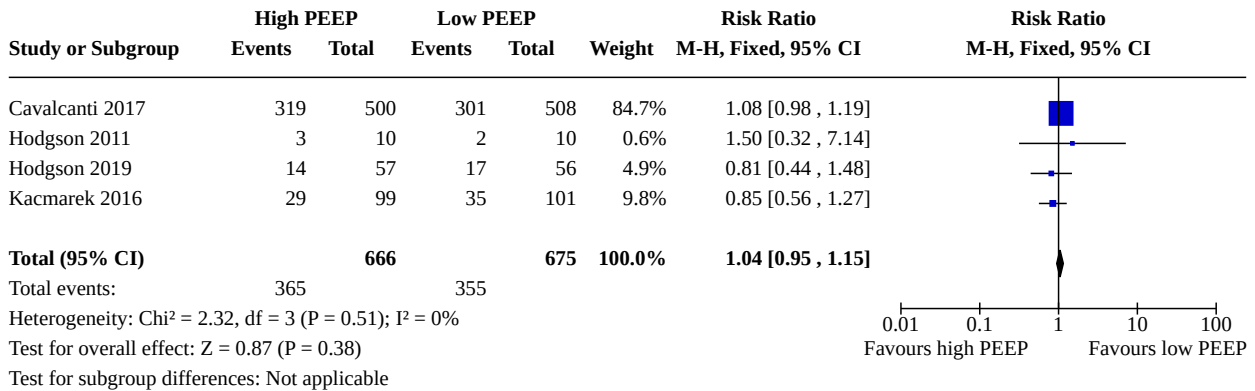 High PEEP Low PEEP Risk Ratio Risk Ratio
Study or Subgroup Events Total Events Total Weight M-H, Fixed, 95% CI M-H, Fixed, 95% CI
Cavalcanti 2017 319 500 301 508 84.7% 1.08 [0.98 , 1.19]
Hodgson 2011 3 10 2 10 0.6% 1.50 [0.32 , 7.14]
Hodgson 2019 14 57 17 56 4.9% 0.81 [0.44 , 1.48]
Kacmarek 2016 29 99 35 101 9.8% 0.85 [0.56 , 1.27]
Total (95% CI) 666 675 100.0% 1.04 [0.95 , 1.15]
Total events: 365 355
Heterogeneity: Chi² = 2.32, df = 3 (P = 0.51); I² = 0%
0.01 0.1 1 10 100
Test for overall effect: Z = 0.87 (P = 0.38) Favours high PEEP Favours low PEEP
Test for subgroup differences: Not applicable